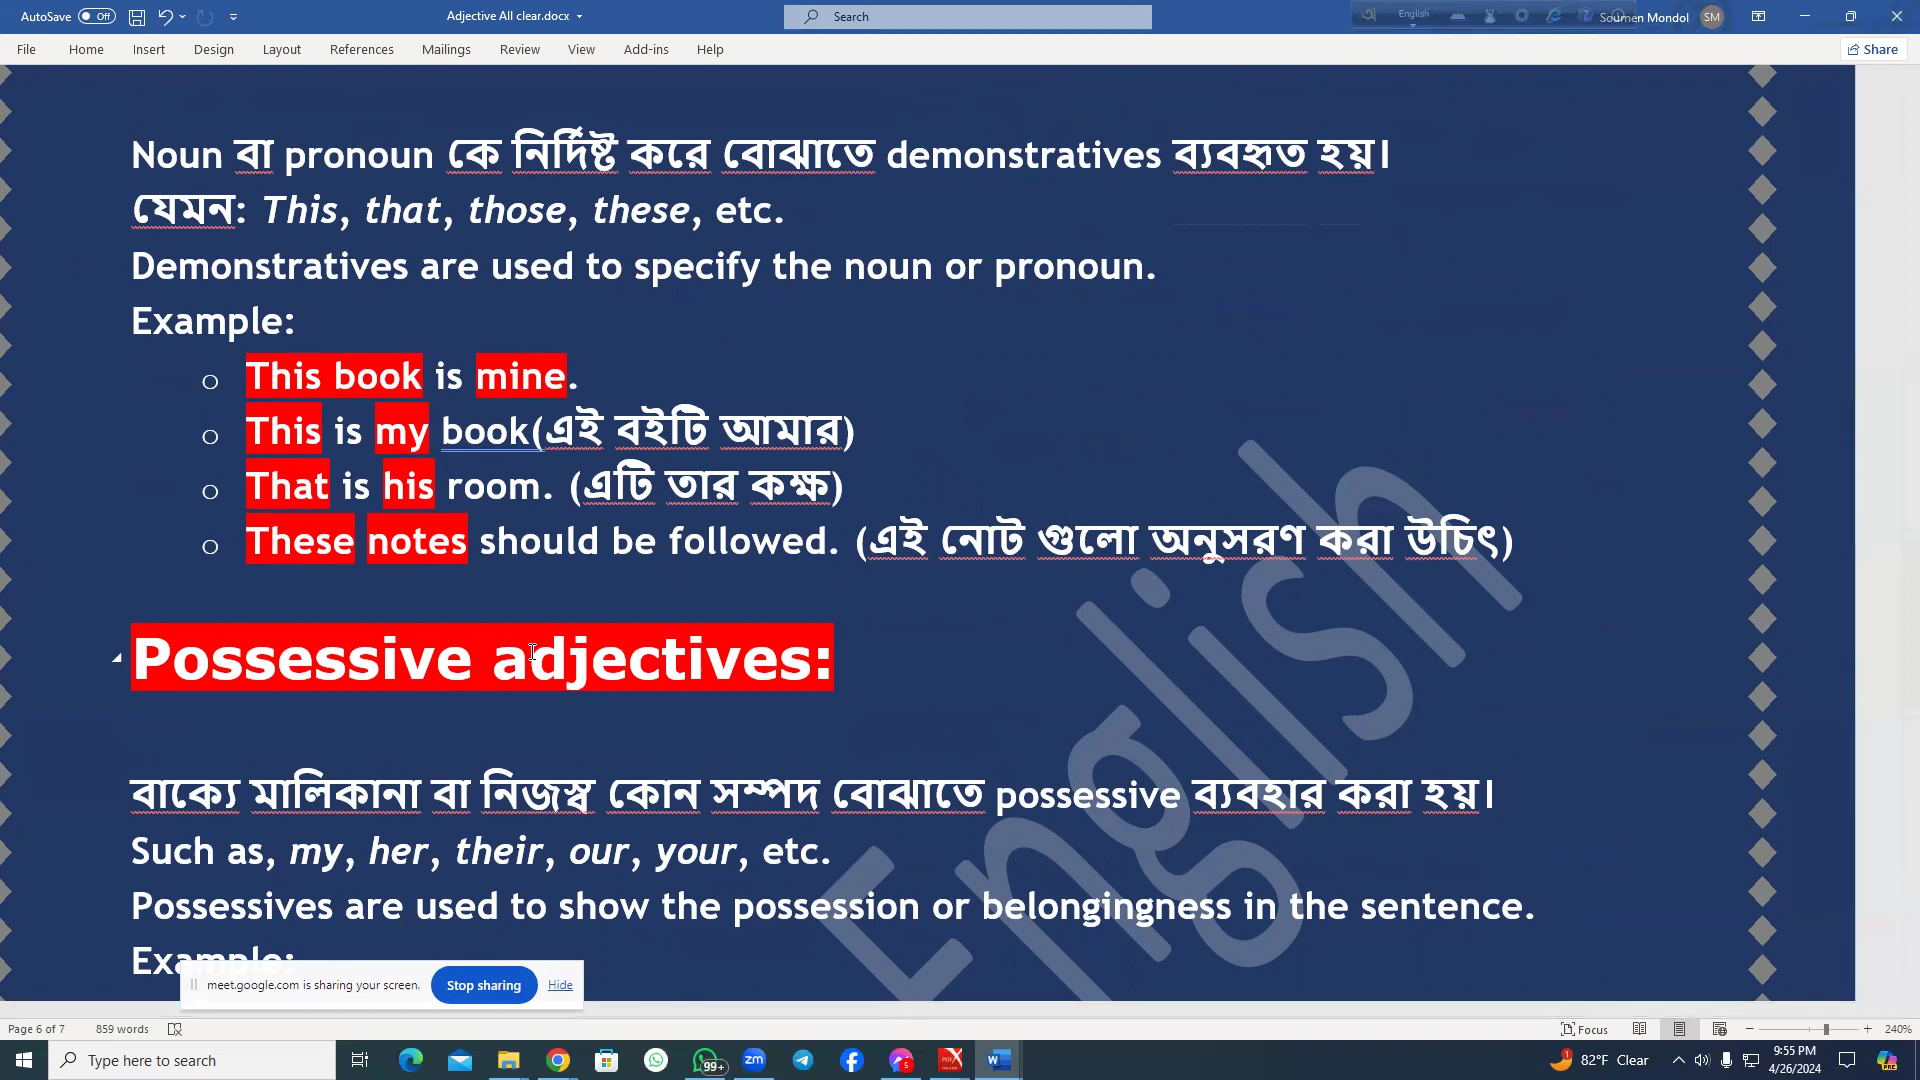 AutoSave Off Adjective All clear.docx Search English Soumen Mondol SM
File Home Insert Design Layout References Mailings Review View Add-ins Help Share
Noun বা pronoun কে নির্দিষ্ট করে বোঝাতে demonstratives ব্যবহৃত হয়।
যেমন: This, that, those, these, etc.
Demonstratives are used to specify the noun or pronoun.
Example:
o This book is mine.
o This is my book(এই বইটি আমার)
o That is his room. (এটি তার কক্ষ)
o These notes should be followed. (এই নোট গুলো অনুসরণ করা উচিৎ)
Possessive adjectives:
বাক্যে মালিকানা বা নিজস্ব কোন সম্পদ বোঝাতে possessive ব্যবহার করা হয়।
Such as, my, her, their, our, your, etc.
Possessives are used to show the possession or belongingness in the sentence.
Example:
English
meet.google.com is sharing your screen. Stop sharing Hide
Page 6 of 7 859 words Focus 240%
Type here to search 99+ zm 5 82°F Clear 9:55 PM
4/26/2024